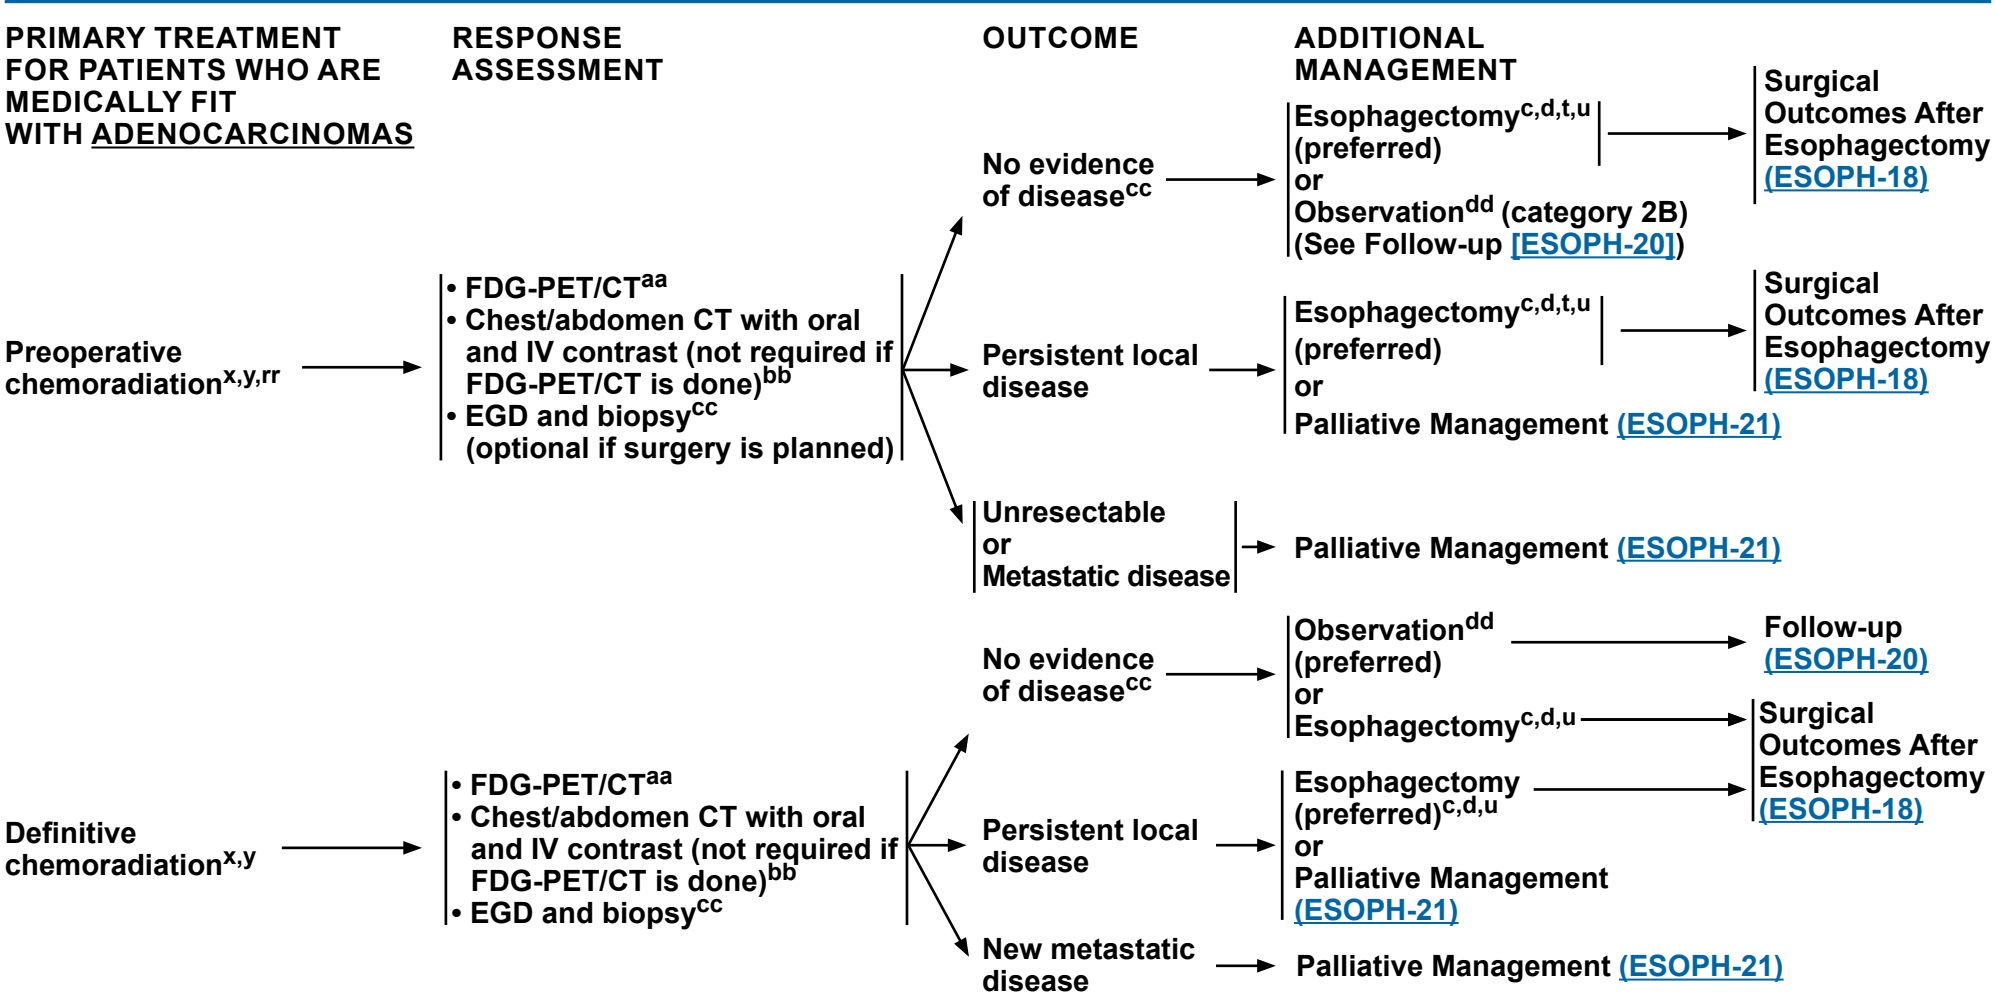 PRIMARY TREATMENT
FOR PATIENTS WHO ARE
MEDICALLY FIT
WITH ADENOCARCINOMAS
RESPONSE
ASSESSMENT
OUTCOME
ADDITIONAL
MANAGEMENT
Preoperative
chemoradiationx,y,rr
• FDG-PET/CTaa
• Chest/abdomen CT with oral
and IV contrast (not required if
FDG-PET/CT is done)bb
• EGD and biopsycc
(optional if surgery is planned)
No evidence
of diseasecc
Esophagectomyc,d,t,u
(preferred)
or
Observationdd (category 2B)
(See Follow-up [ESOPH-20])
Surgical
Outcomes After
Esophagectomy
(ESOPH-18)
Persistent local
disease
Esophagectomyc,d,t,u
(preferred)
or
Palliative Management (ESOPH-21)
Surgical
Outcomes After
Esophagectomy
(ESOPH-18)
Unresectable
or
Metastatic disease
Palliative Management (ESOPH-21)
Definitive
chemoradiationx,y
• FDG-PET/CTaa
• Chest/abdomen CT with oral
and IV contrast (not required if
FDG-PET/CT is done)bb
• EGD and biopsycc
No evidence
of diseasecc
Observationdd
(preferred)
or
Esophagectomyc,d,u
Follow-up
(ESOPH-20)
Persistent local
disease
Esophagectomy
(preferred)c,d,u
or
Palliative Management
(ESOPH-21)
Surgical
Outcomes After
Esophagectomy
(ESOPH-18)
New metastatic
disease
Palliative Management (ESOPH-21)